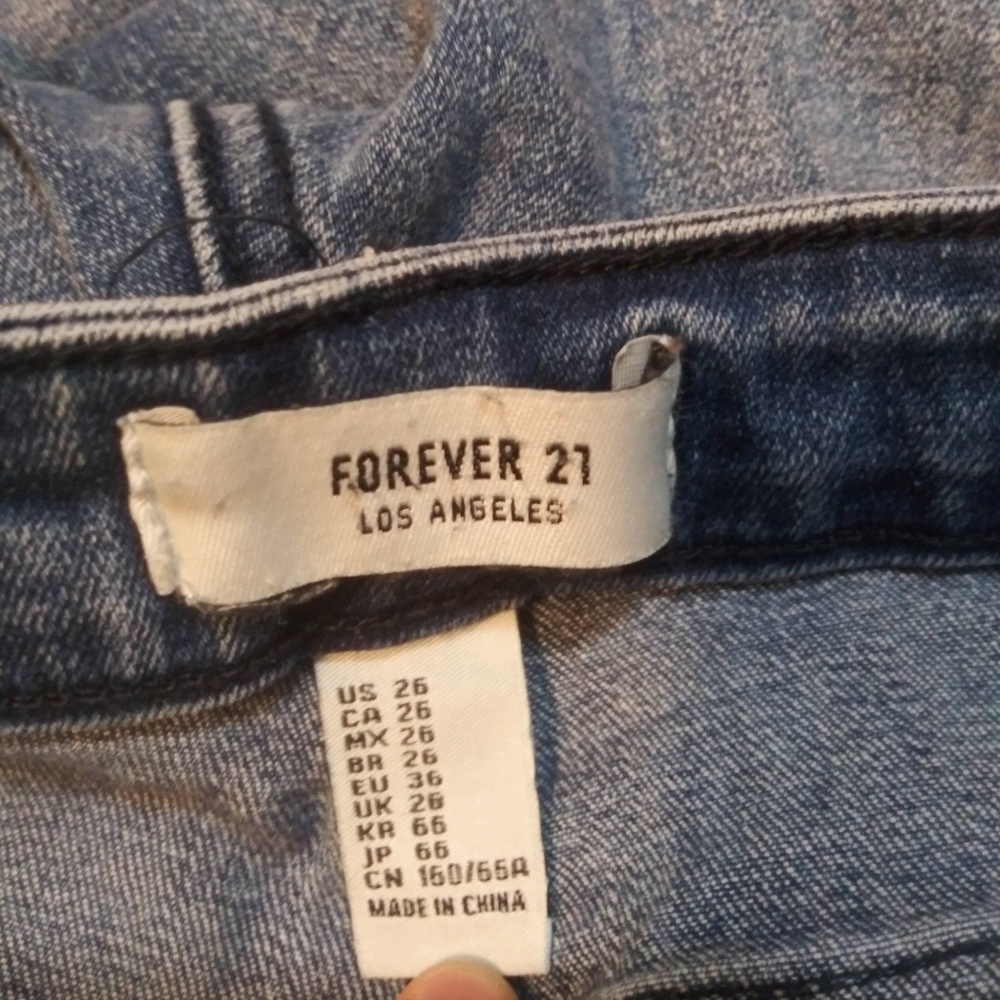 FOREVER 21
LOS ANGELES
US 26
CA 26
MX 26
BR 26
EU 36
UK 26
KR 66
JP 66
CN 160/66A
MADE IN CHINA